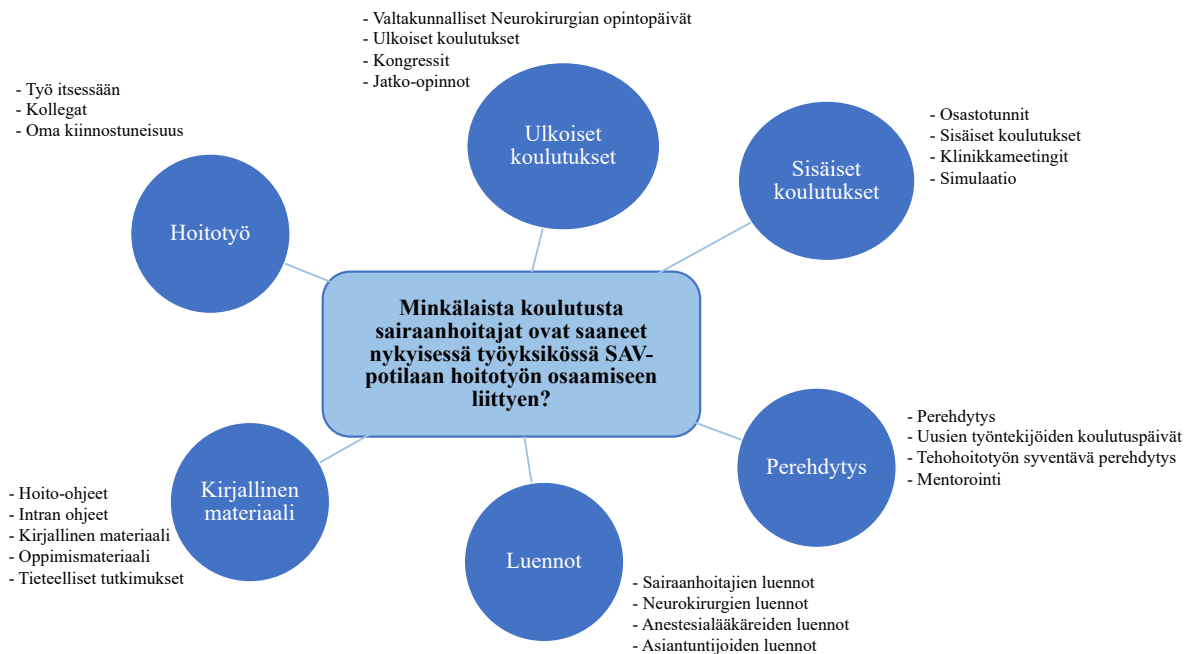 - Valtakunnalliset Neurokirurgian opintopäivät
- Ulkoiset koulutukset
- Kongressit
- Jatko-opinnot
Ulkoiset
koulutukset
- Työ itsessään
- Kollegat
- Oma kiinnostuneisuus
Hoitotyö
- Osastotunnit
- Sisäiset koulutukset
- Klinikkameetingit
- Simulaatio
Sisäiset
koulutukset
Minkälaista koulutusta
sairaanhoitajat ovat saaneet
nykyisessä työyksikössä SAV-
potilaan hoitotyön osaamiseen
liittyen?
- Perehdytys
- Uusien työntekijöiden koulutuspäivät
- Tehohoitotyön syventävä perehdytys
- Mentorointi
Perehdytys
Kirjallinen
materiaali
- Hoito-ohjeet
- Intran ohjeet
- Kirjallinen materiaali
- Oppimismateriaali
- Tieteelliset tutkimukset
Luennot
- Sairaanhoitajien luennot
- Neurokirurgien luennot
- Anestesialääkäreiden luennot
- Asiantuntijoiden luennot